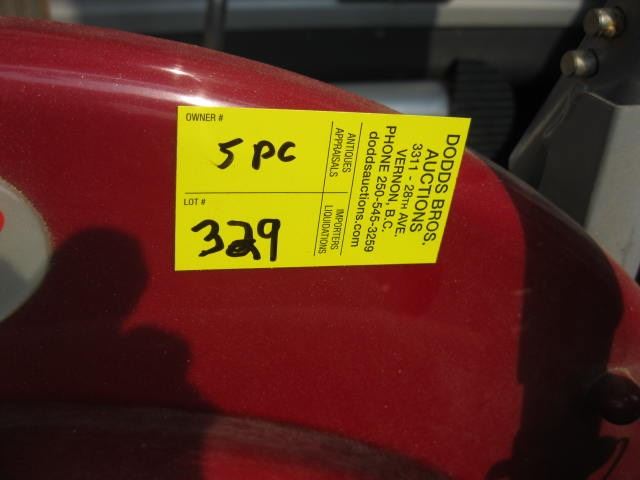 OWNER #
5 PC
LOT #
329
ANTIQUES
APPRAISALS
IMPORTERS
LIQUIDATIONS
DODDS BROS.
AUCTIONS
3311 - 28TH AVE.
VERNON, B.C.
PHONE 250-545-3259
doddsauctions.com